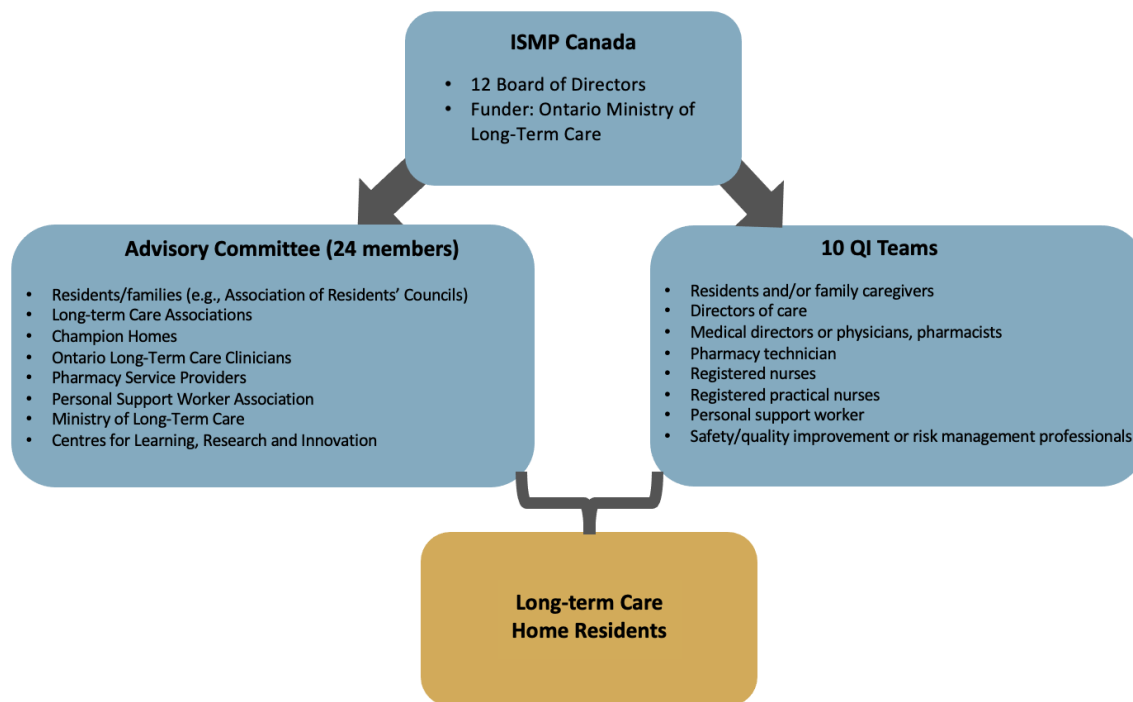 ISMP Canada
• 12 Board of Directors
• Funder: Ontario Ministry of
Long-Term Care
Advisory Committee (24 members)
• Residents/families (e.g., Association of Residents' Councils)
• Long-term Care Associations
• Champion Homes
• Ontario Long-Term Care Clinicians
• Pharmacy Service Providers
• Personal Support Worker Association
• Ministry of Long-Term Care
• Centres for Learning, Research and Innovation
10 QI Teams
• Residents and/or family caregivers
• Directors of care
• Medical directors or physicians, pharmacists
• Pharmacy technician
• Registered nurses
• Registered practical nurses
• Personal support worker
• Safety/quality improvement or risk management professionals
Long-term Care
Home Residents